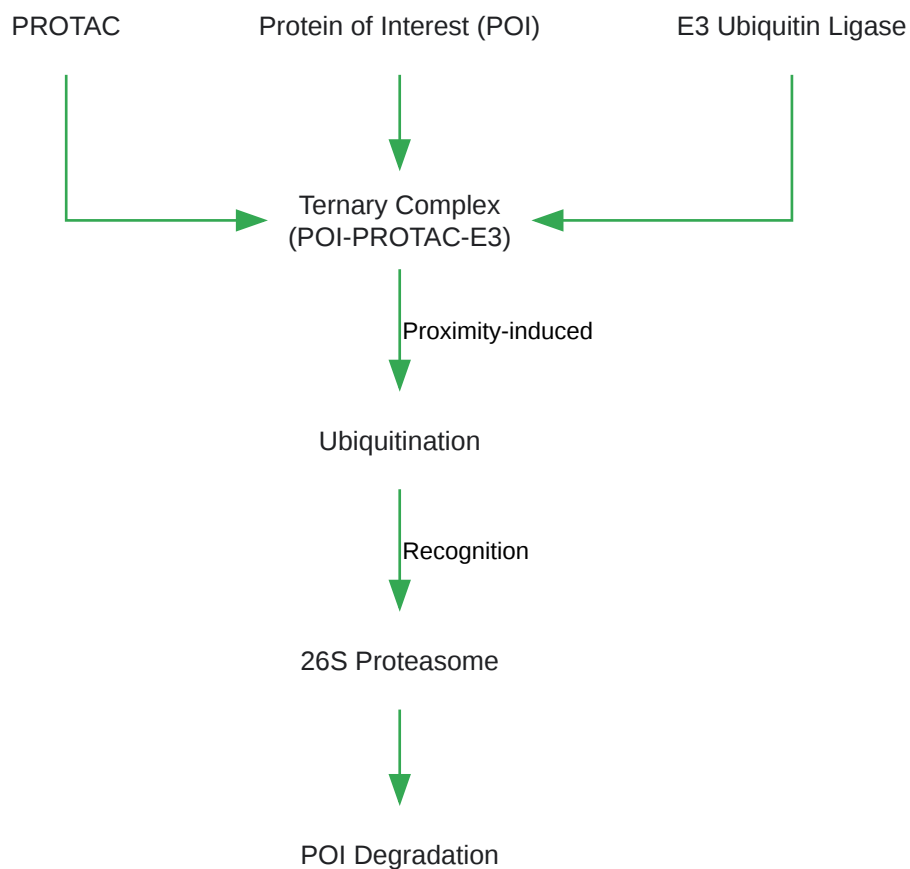 PROTAC
Protein of Interest (POI)
E3 Ubiquitin Ligase
Ternary Complex
(POI-PROTAC-E3)
Proximity-induced
Ubiquitination
Recognition
26S Proteasome
POI Degradation